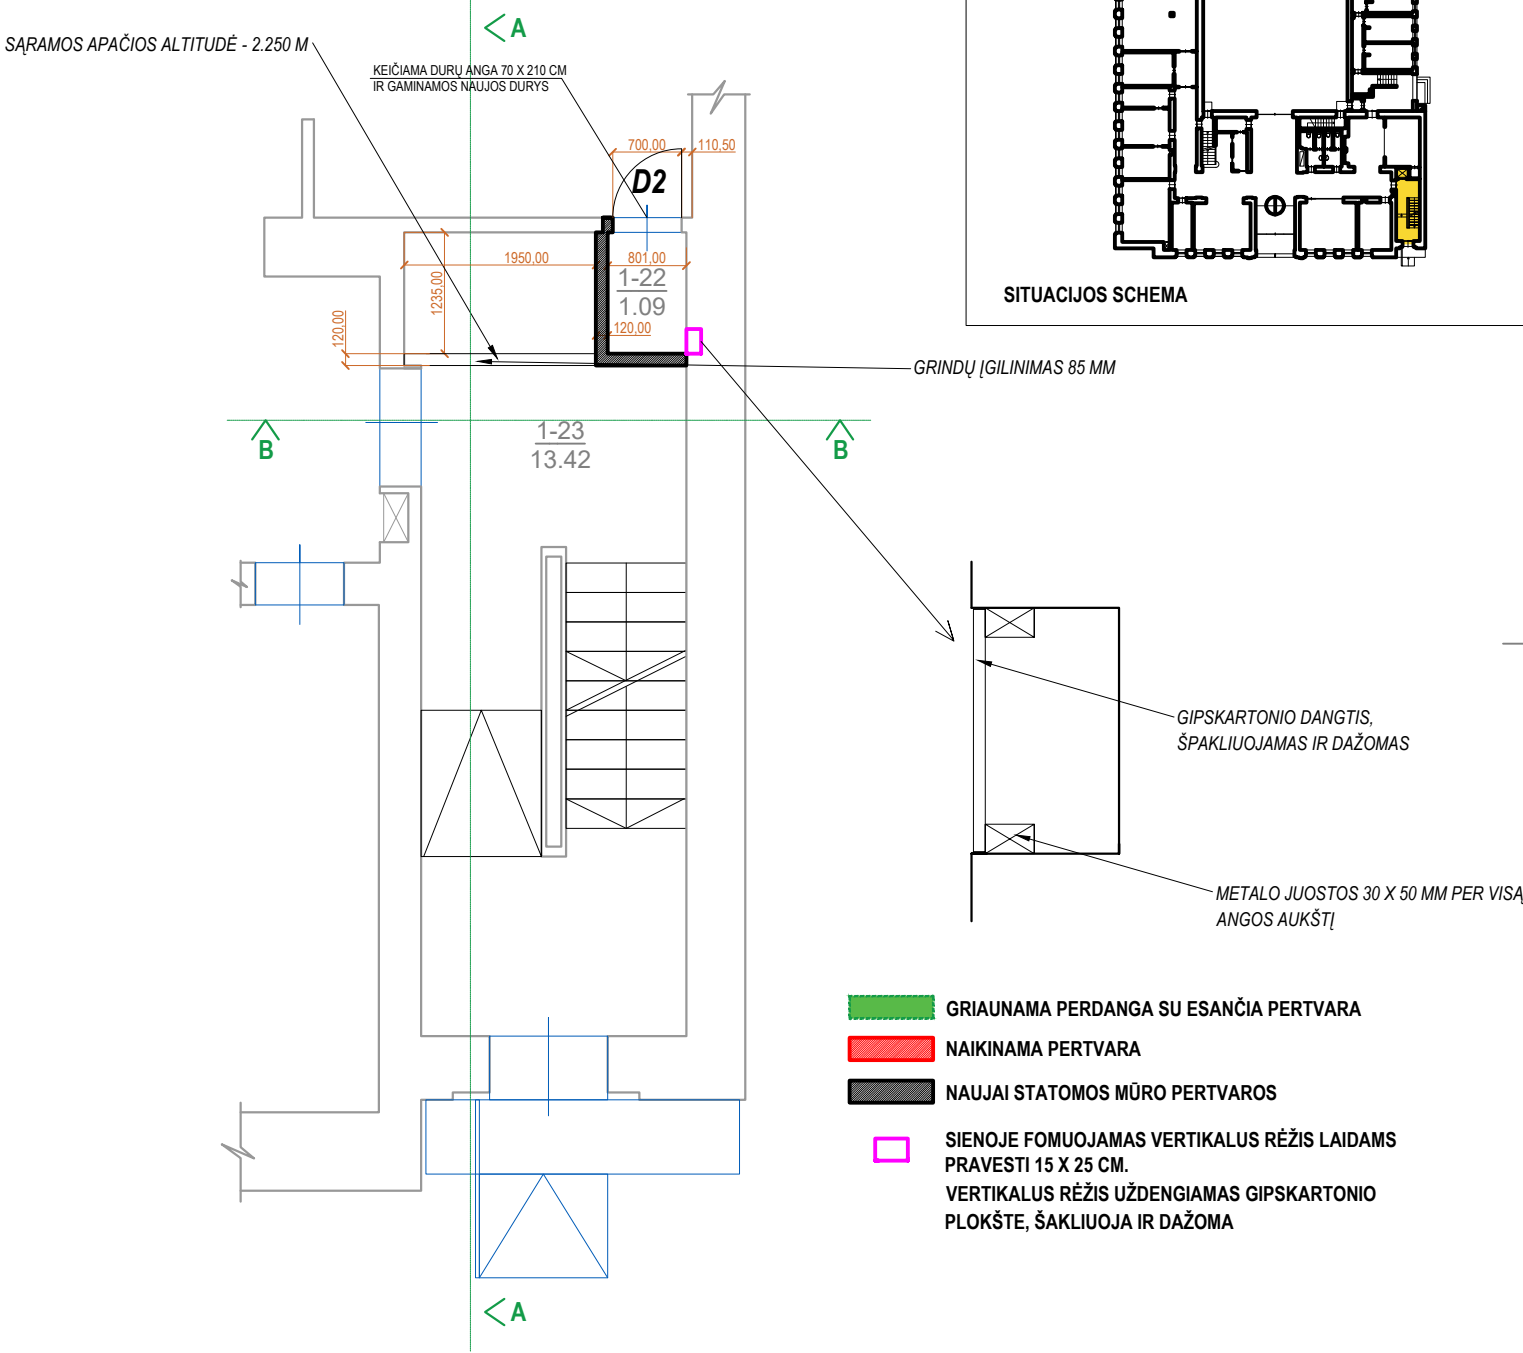 A
SĄRAMOS APAČIOS ALTITUDĖ - 2.250 M
KEIČIAMA DURŲ ANGA 70 X 210 CM
IR GAMINAMOS NAUJOS DURYS
700,00
110,50
D2
1950,00
801,00
1235,00
1-22
1.09
120,00
120,00
SITUACIJOS SCHEMA
GRINDŲ ĮGILINIMAS 85 MM
B
B
1-23
13.42
GIPSKARTONIO DANGTIS,
ŠPAKLIUOJAMAS IR DAŽOMAS
METALO JUOSTOS 30 X 50 MM PER VISĄ
ANGOS AUKŠTĮ
GRIAUNAMA PERDANGA SU ESANČIA PERTVARA
NAIKINAMA PERTVARA
NAUJAI STATOMOS MŪRO PERTVAROS
SIENOJE FOMUOJAMAS VERTIKALUS RĖŽIS LAIDAMS
PRAVESTI 15 X 25 CM.
VERTIKALUS RĖŽIS UŽDENGIAMAS GIPSKARTONIO
PLOKŠTE, ŠAKLIUOJA IR DAŽOMA
A